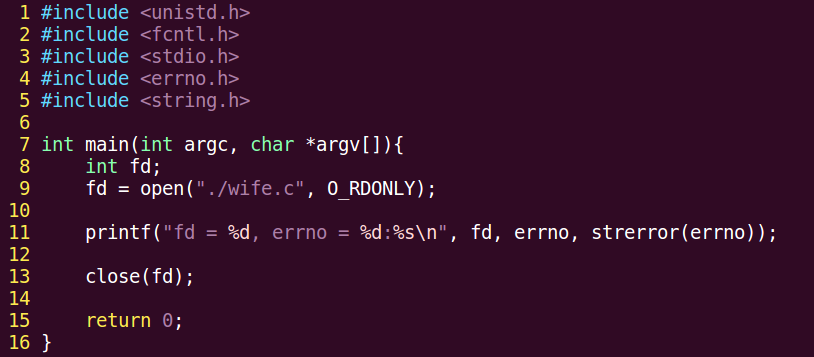 1 #include <unistd.h>
2 #include <fcntl.h>
3 #include <stdio.h>
4 #include <errno.h>
5 #include <string.h>
6
7 int main(int argc, char *argv[]){
8     int fd;
9     fd = open("./wife.c", O_RDONLY);
10
11     printf("fd = %d, errno = %d:%s\n", fd, errno, strerror(errno));
12
13     close(fd);
14
15     return 0;
16 }